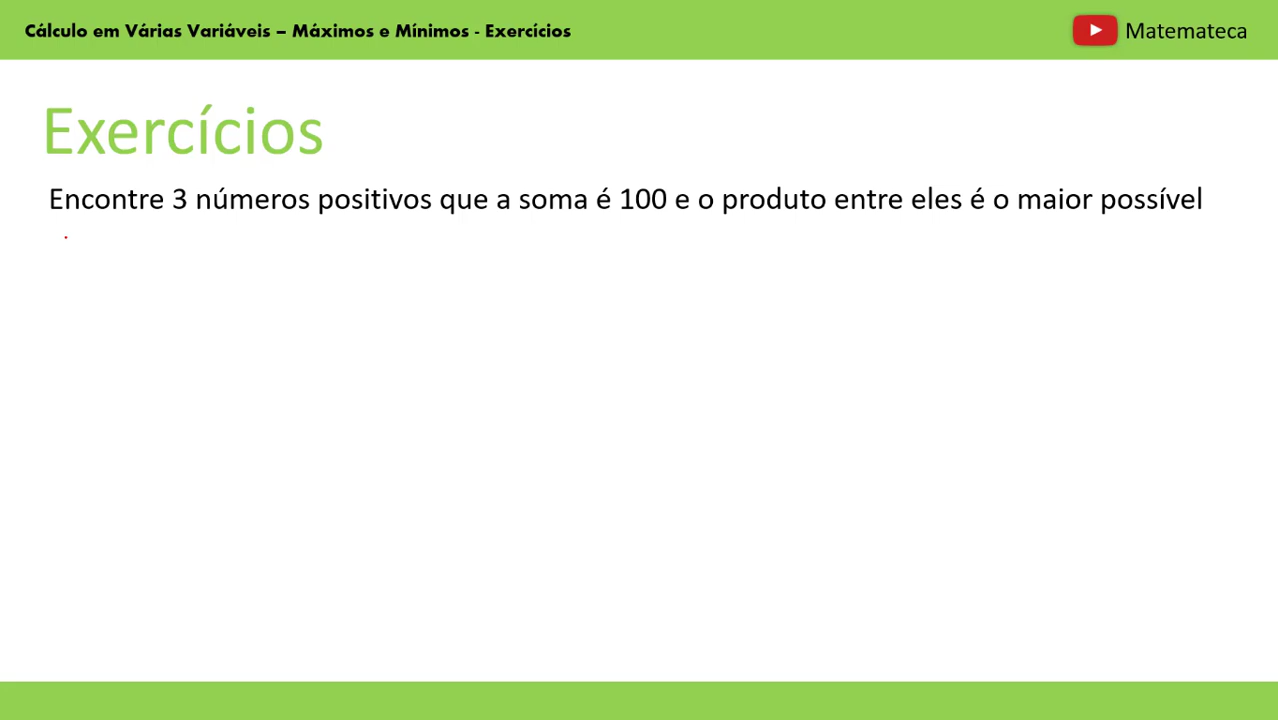 Cálculo em Várias Variáveis – Máximos e Mínimos - Exercícios
Matemateca
Exercícios
Encontre 3 números positivos que a soma é 100 e o produto entre eles é o maior possível